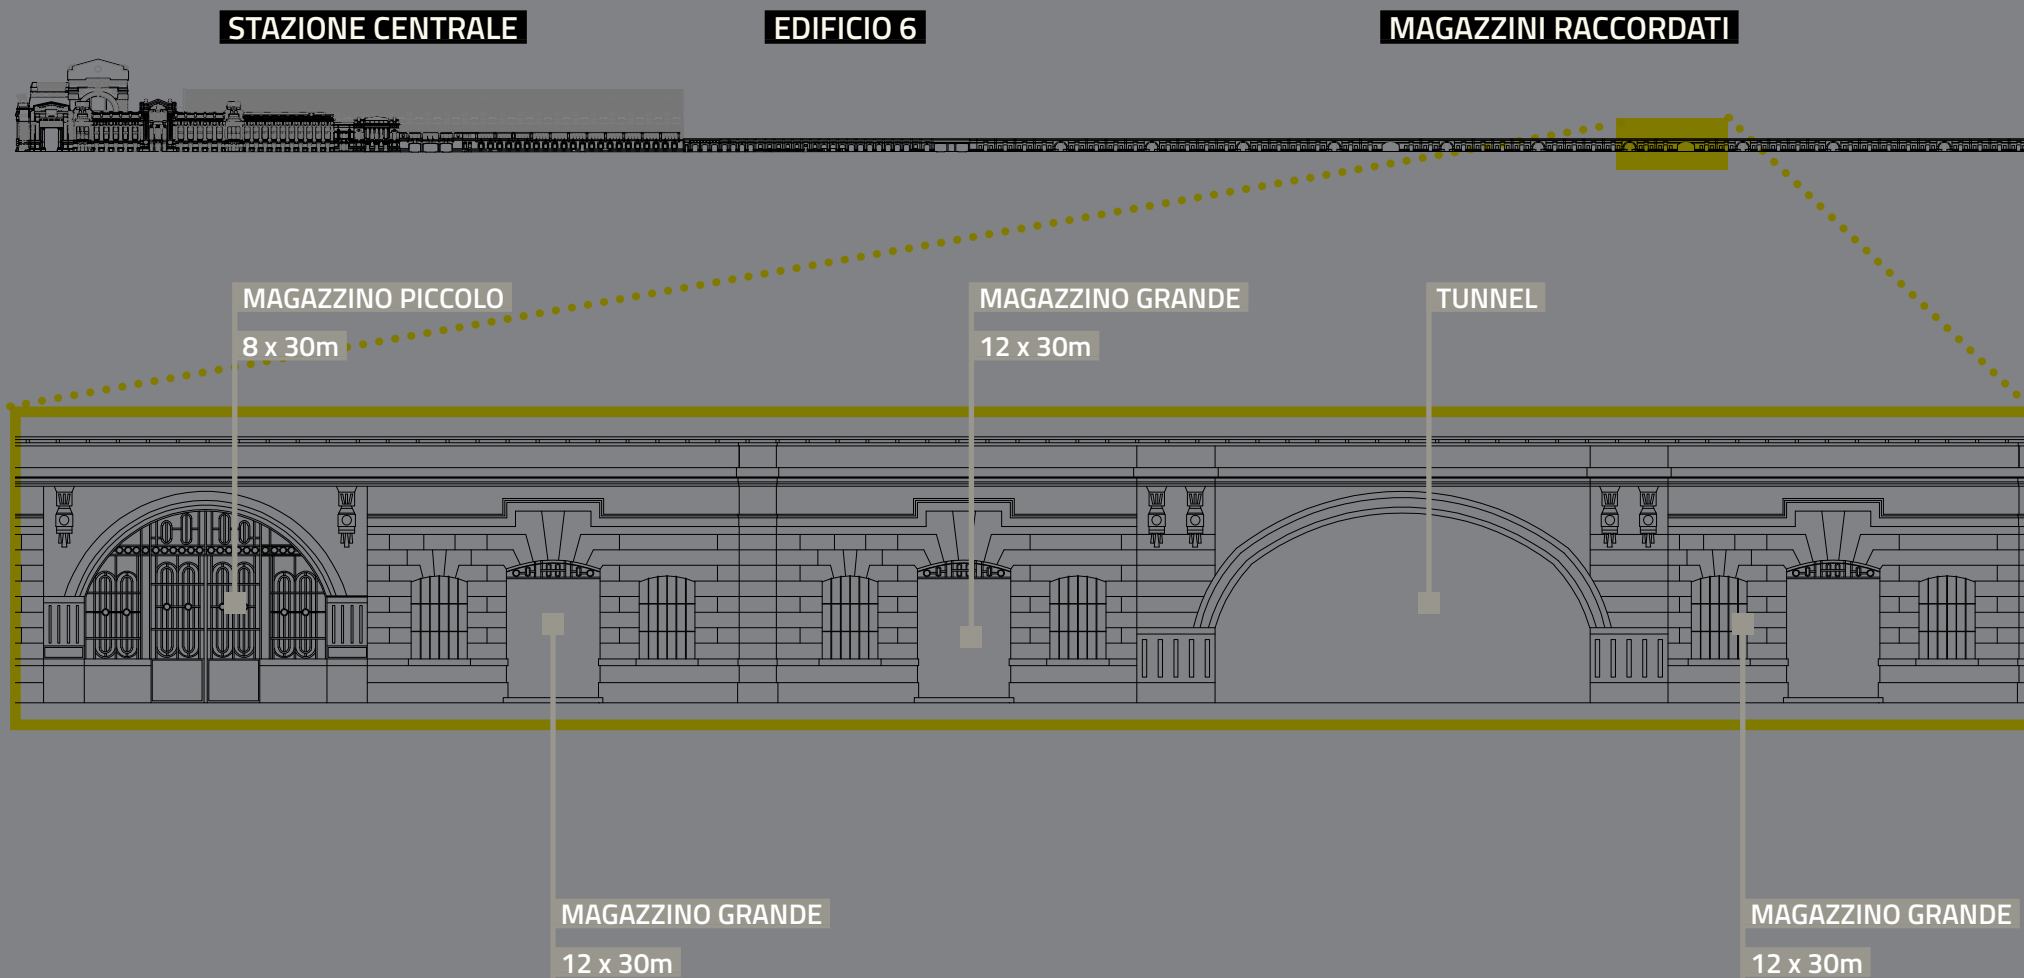 STAZIONE CENTRALE
EDIFICIO 6
MAGAZZINI RACCORDATI
MAGAZZINO PICCOLO
8 x 30m
MAGAZZINO GRANDE
12 x 30m
TUNNEL
MAGAZZINO GRANDE
12 x 30m
MAGAZZINO GRANDE
12 x 30m